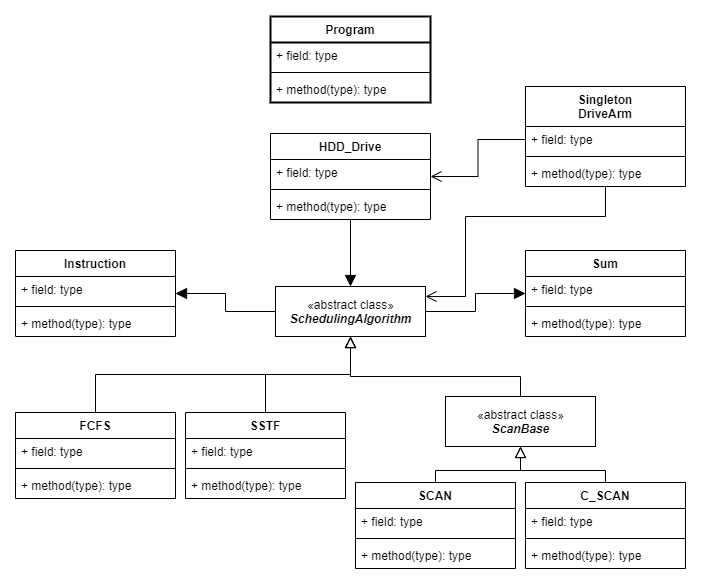 Program
+ field: type
+ method(type): type
Singleton
DriveArm
+ field: type
+ method(type): type
HDD_Drive
+ field: type
+ method(type): type
Instruction
+ field: type
+ method(type): type
«abstract class»
SchedulingAlgorithm
Sum
+ field: type
+ method(type): type
FCFS
+ field: type
+ method(type): type
SSTF
+ field: type
+ method(type): type
«abstract class»
ScanBase
SCAN
+ field: type
+ method(type): type
C_SCAN
+ field: type
+ method(type): type